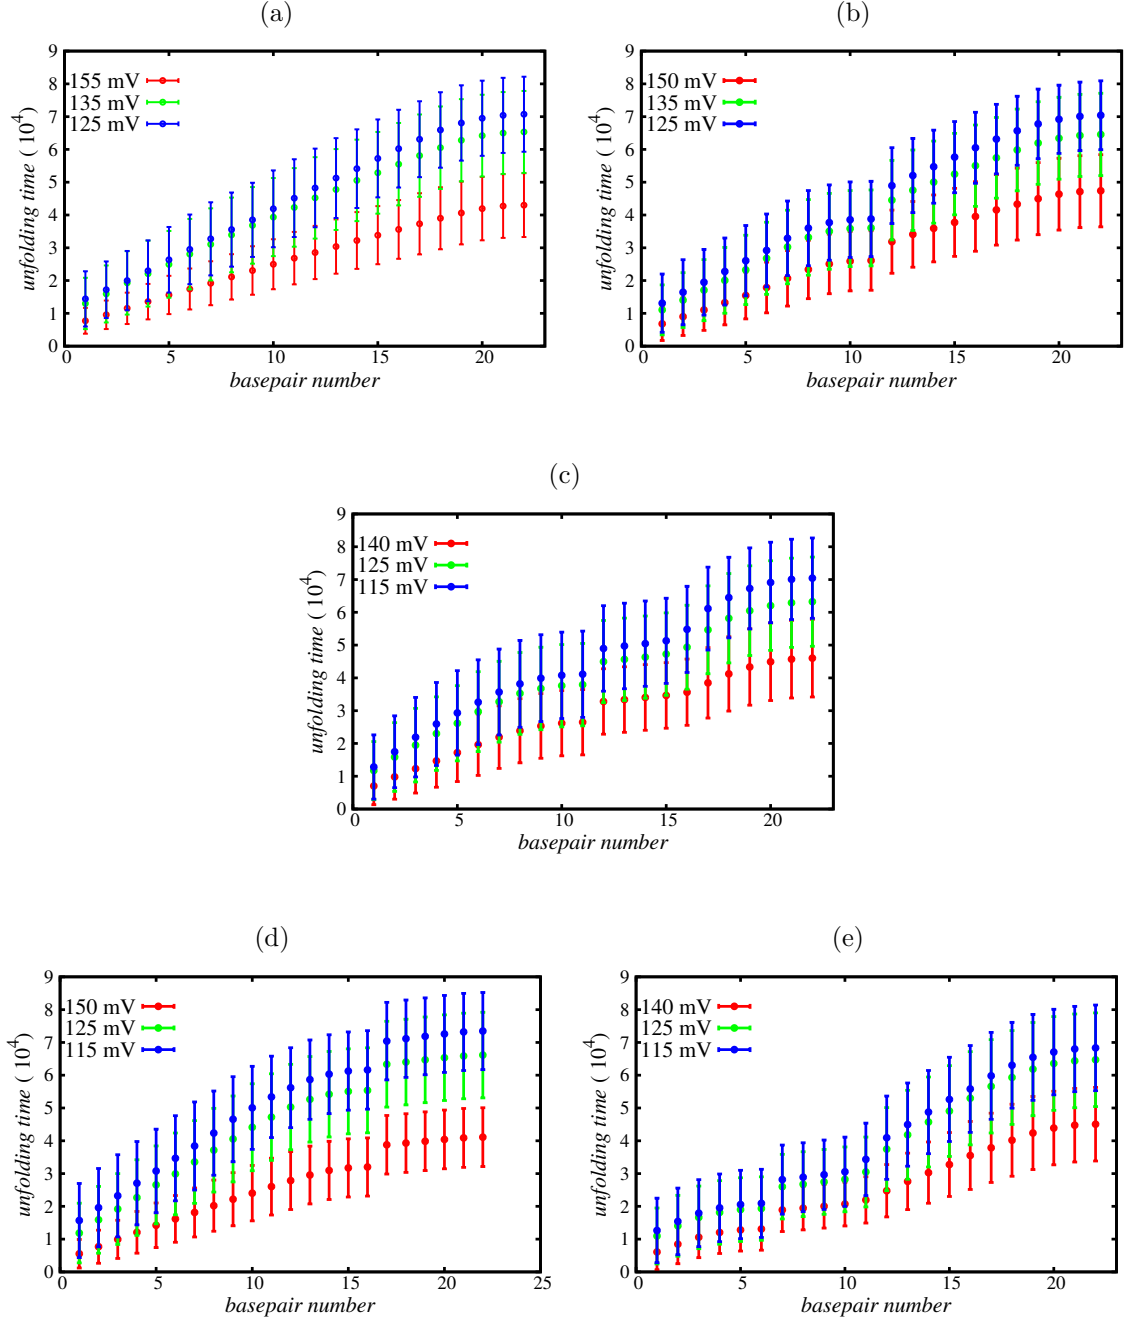 (a)
9
8
7
6
5
4
3
2
1
0
unfolding time ( 10^4)
155 mV
135 mV
125 mV
0 5 10 15 20
basepair number
(b)
9
8
7
6
5
4
3
2
1
0
unfolding time ( 10^4)
150 mV
135 mV
125 mV
0 5 10 15 20
basepair number
(c)
9
8
7
6
5
4
3
2
1
0
unfolding time ( 10^4)
140 mV
125 mV
115 mV
0 5 10 15 20
basepair number
(d)
9
8
7
6
5
4
3
2
1
0
unfolding time ( 10^4)
150 mV
125 mV
115 mV
0 5 10 15 20 25
basepair number
(e)
9
8
7
6
5
4
3
2
1
0
unfolding time ( 10^4)
140 mV
125 mV
115 mV
0 5 10 15 20
basepair number